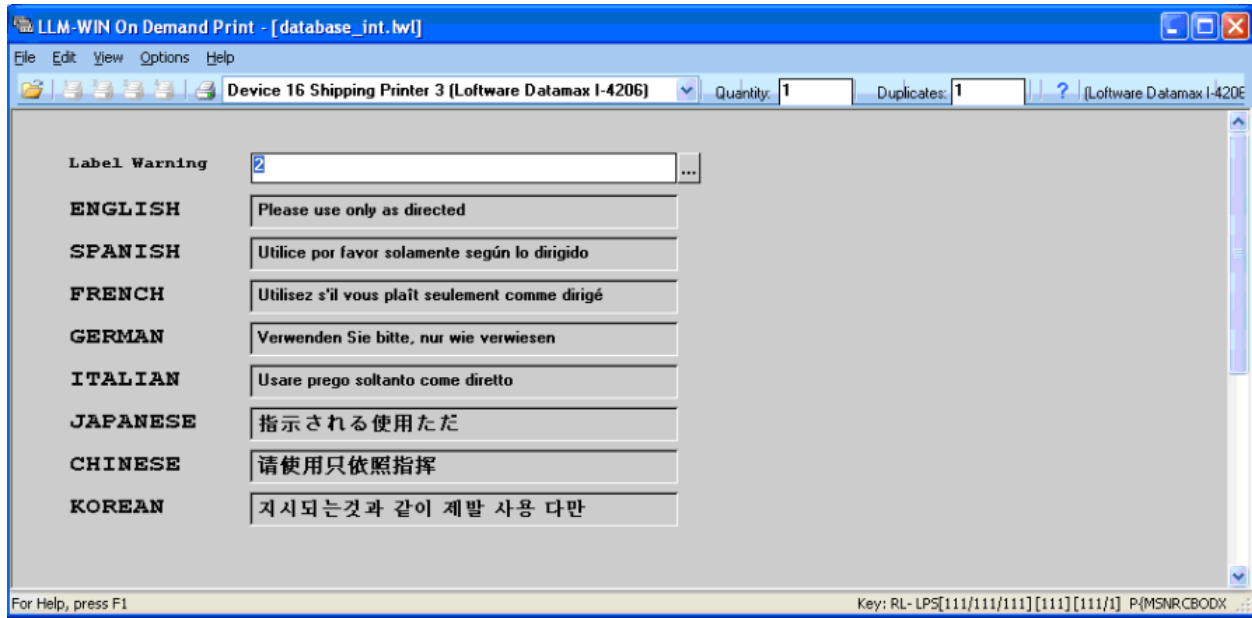 LLM-WIN On Demand Print - [database_int.lwl]
File Edit View Options Help
Device 16 Shipping Printer 3 (Loftware Datamax I-4206) Quantity: 1 Duplicates: 1 ? (Loftware Datamax I-4206
Label Warning 2 ...
ENGLISH Please use only as directed
SPANISH Utilice por favor solamente según lo dirigido
FRENCH Utilisez s'il vous plaît seulement comme dirigé
GERMAN Verwenden Sie bitte, nur wie verwiesen
ITALIAN Usare prego soltanto come diretto
JAPANESE 指示される使用ただ
CHINESE 请使用只依照指挥
KOREAN 지시되는것과 같이 제발 사용 다만
For Help, press F1 Key: RL- LPS[111/111/111] [111] [111/1] P{MSNRCBODX